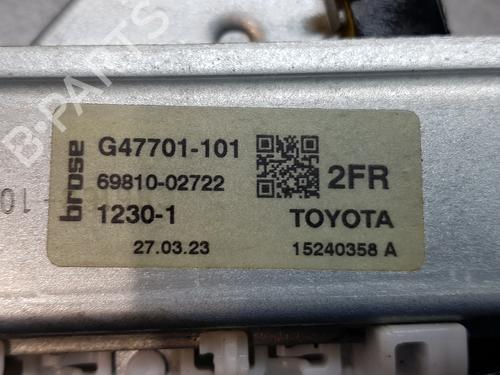 brose
G47701-101
69810-02722
2FR
1230-1
TOYOTA
27.03.23
15240358 A
B-PARTS